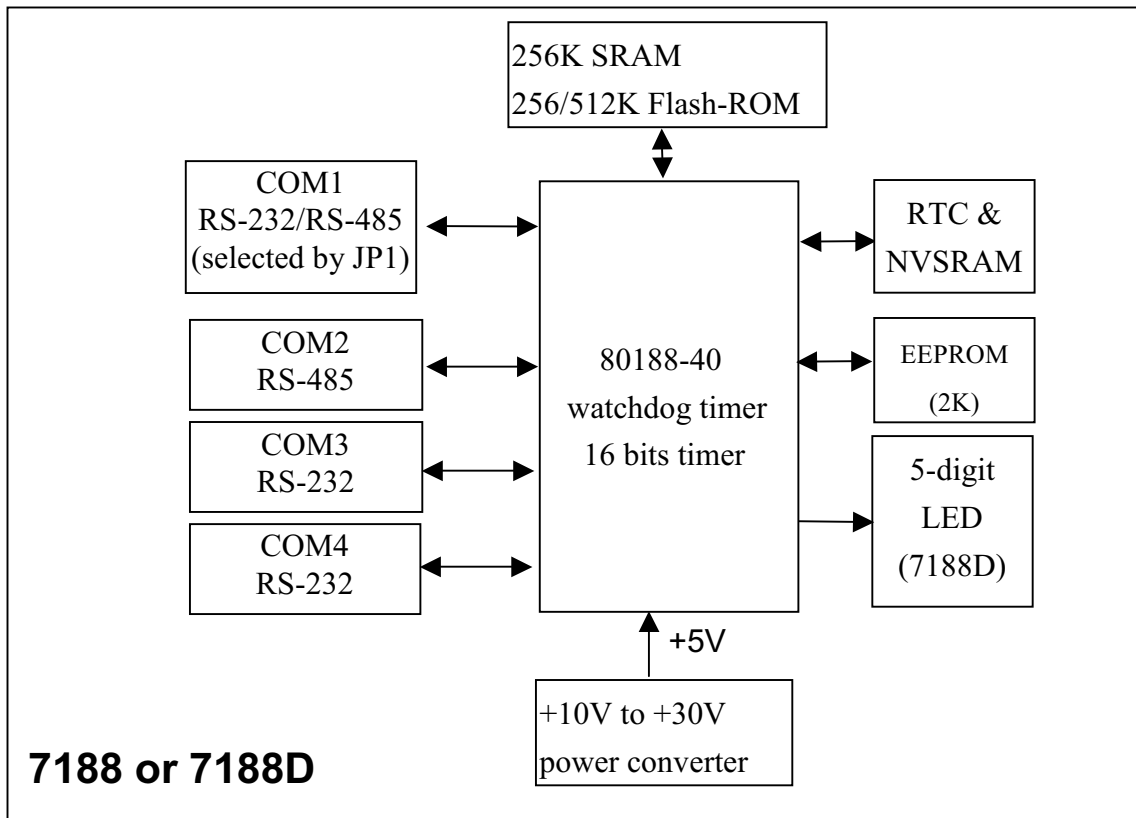 256K SRAM
256/512K Flash-ROM
COM1
RS-232/RS-485
(selected by JP1)
COM2
RS-485
COM3
RS-232
COM4
RS-232
80188-40
watchdog timer
16 bits timer
RTC &
NVSRAM
EEPROM
(2K)
5-digit
LED
(7188D)
+5V
+10V to +30V
power converter
7188 or 7188D